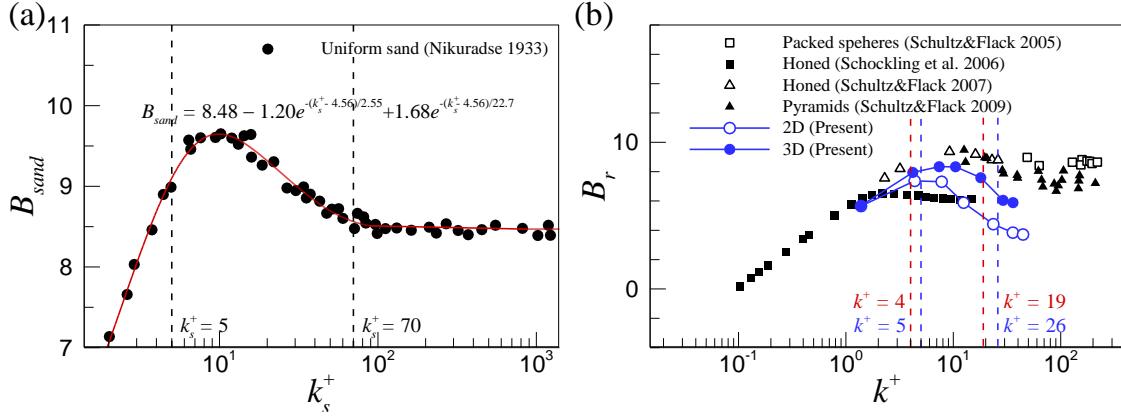 (a)
11
10
9
8
7
B_sand
Uniform sand (Nikuradse 1933)
B_sand = 8.48 − 1.20e^-(k_s^+- 4.56)/2.55 +1.68e^-(k_s^+- 4.56)/22.7
k_s^+ = 5
k_s^+ = 70
10^1
10^2
10^3
k_s^+
(b)
10
0
B_r
Packed speheres (Schultz&Flack 2005)
Honed (Schockling et al. 2006)
Honed (Schultz&Flack 2007)
Pyramids (Schultz&Flack 2009)
2D (Present)
3D (Present)
k^+ = 4
k^+ = 19
k^+ = 5
k^+ = 26
10^-1
10^0
10^1
10^2
k^+